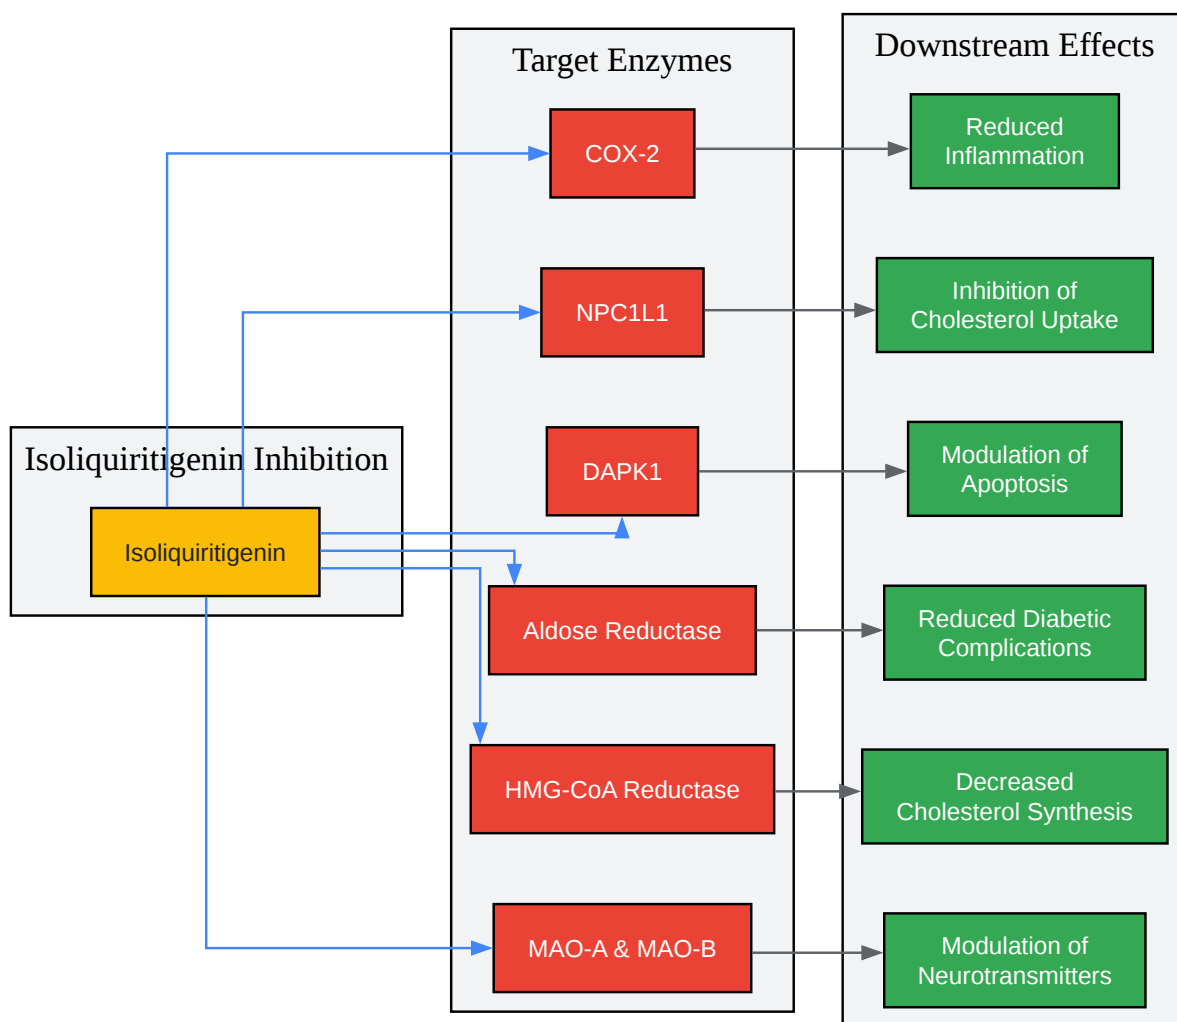 Isoliquiritigenin Inhibition
Isoliquiritigenin
Target Enzymes
COX-2
NPC1L1
DAPK1
Aldose Reductase
HMG-CoA Reductase
MAO-A & MAO-B
Downstream Effects
Reduced
Inflammation
Inhibition of
Cholesterol Uptake
Modulation of
Apoptosis
Reduced Diabetic
Complications
Decreased
Cholesterol Synthesis
Modulation of
Neurotransmitters